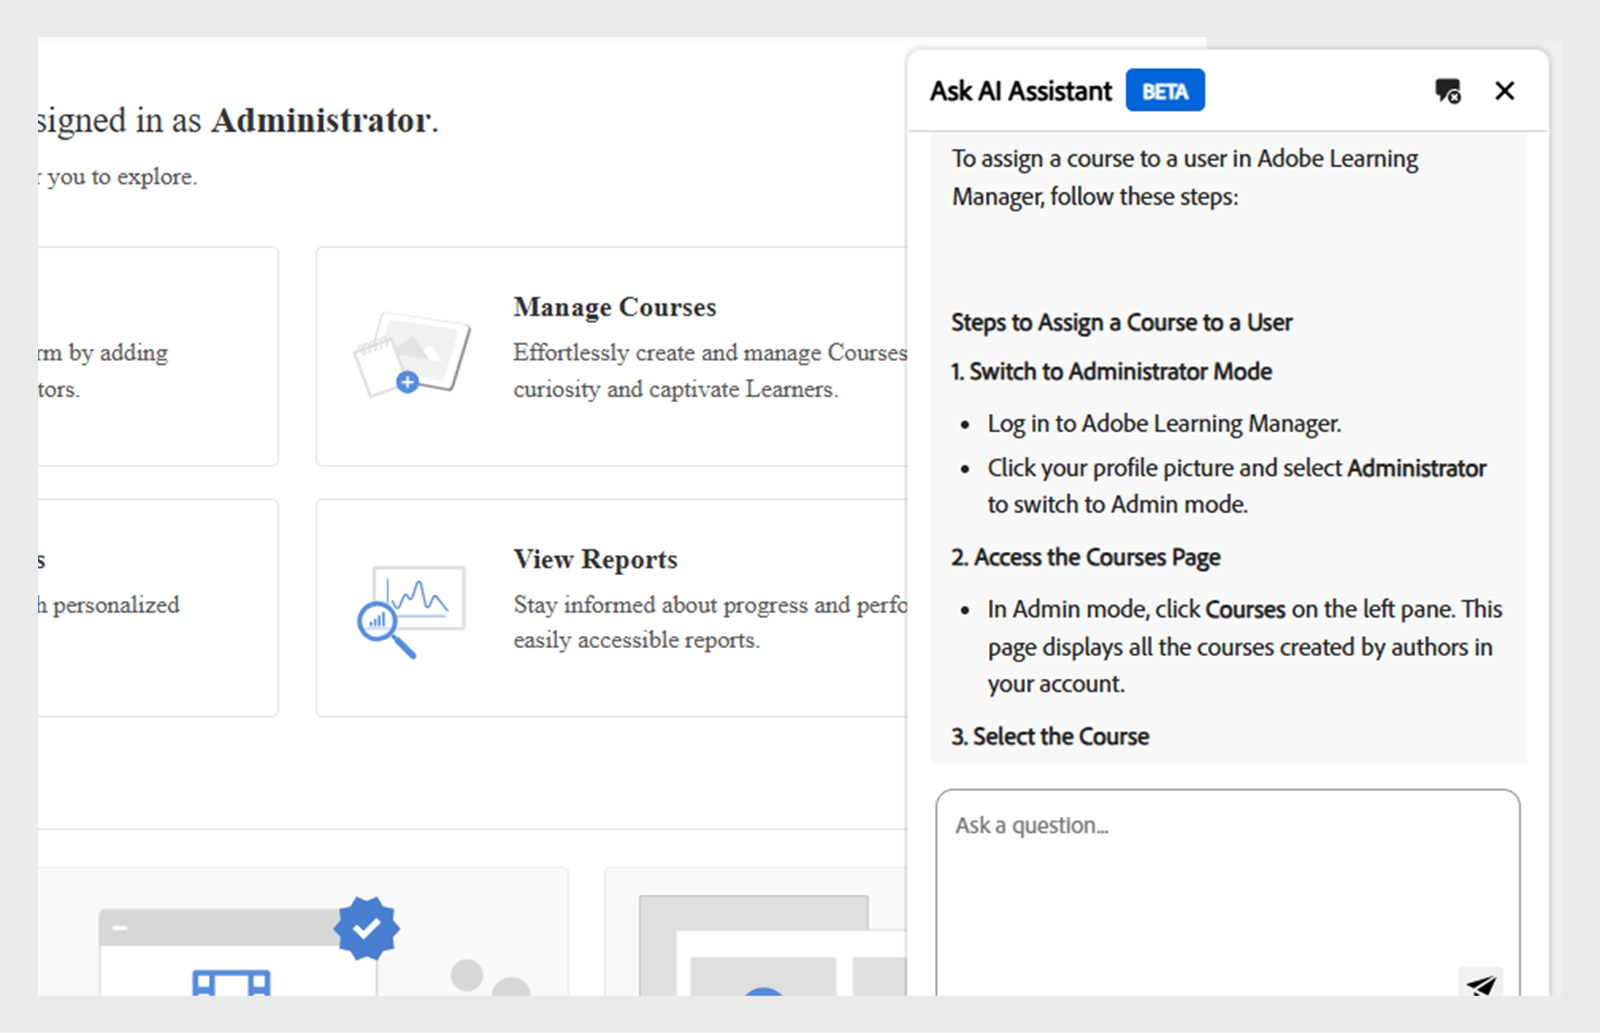 signed in as Administrator.
you to explore.
by adding
Manage Courses
Effortlessly create and manage Courses
curiosity and captivate Learners.
personalized
View Reports
Stay informed about progress and
easily accessible reports.
Ask AI Assistant BETA
To assign a course to a user in Adobe Learning
Manager, follow these steps:
Steps to Assign a Course to a User
1. Switch to Administrator Mode
• Log in to Adobe Learning Manager.
• Click your profile picture and select Administrator
to switch to Admin mode.
2. Access the Courses Page
• In Admin mode, click Courses on the left pane. This
page displays all the courses created by authors in
your account.
3. Select the Course
Ask a question...